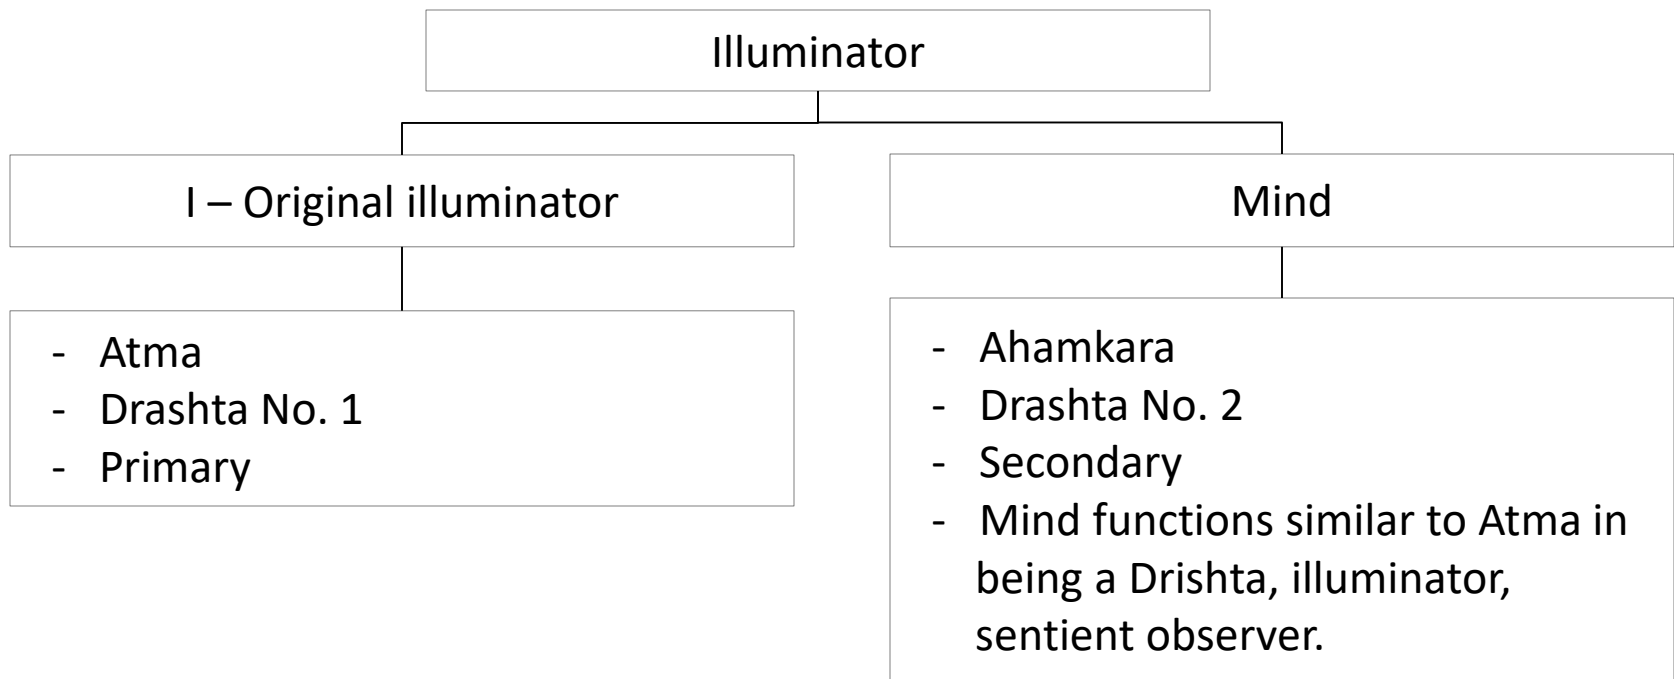 Illuminator
I – Original illuminator
Mind
- Atma
- Drashta No. 1
- Primary
- Ahamkara
- Drashta No. 2
- Secondary
- Mind functions similar to Atma in
being a Drishta, illuminator,
sentient observer.